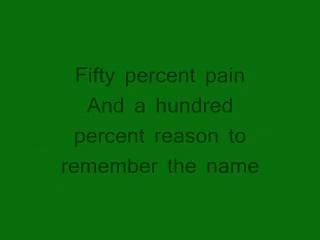 Fifty percent pain
And a hundred
percent reason to
remember the name